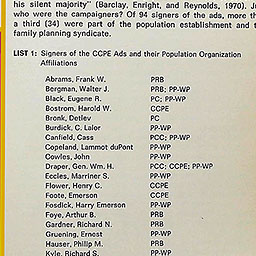 his silent majority" (Barclay, Enright, and Reynolds, 1970). Ju
who were the campaigners? Of 94 signers of the ads, more th
a third (34) were part of the population establishment and t
family planning syndicate.
LIST 1: Signers of the CCPE Ads and their Population Organization
Affiliations
Abrams, Frank W. PRB
Bergman, Walter J. PRB; PP-WP
Black, Eugene R. PC; PP-WP
Bostrom, Harold W. CCPE
Bronk, Detlev PC
Burdick, C. Lalor PP-WP
Canfield, Cass PCC; PP-WP
Copeland, Lammot duPont PP-WP
Cowles, John PP-WP
Draper, Gen. Wm. H. PCC; CCPE; PP-WP
Eccles, Marriner S. PP-WP
Flower, Henry C. CCPE
Foote, Emerson CCPE
Fosdick, Harry Emerson PP-WP
Foye, Arthur B. PRB
Gardner, Richard N. PRB
Gruening, Ernest PP-WP
Hauser, Philip M. PRB
Kyle, Richard S. PP-WP